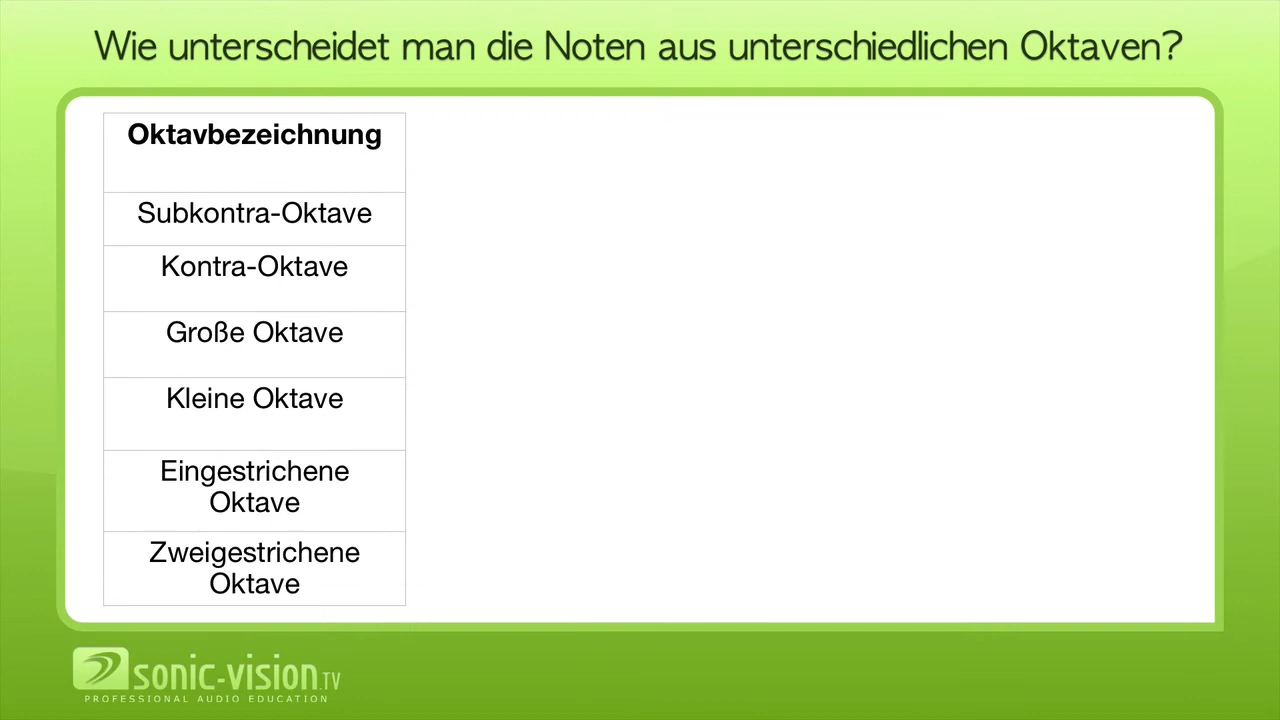 Wie unterscheidet man die Noten aus unterschiedlichen Oktaven?
Oktavbezeichnung
Subkontra-Oktave
Kontra-Oktave
Große Oktave
Kleine Oktave
Eingestrichene
Oktave
Zweigestrichene
Oktave
sonic-vision.TV
PROFESSIONAL AUDIO EDUCATION